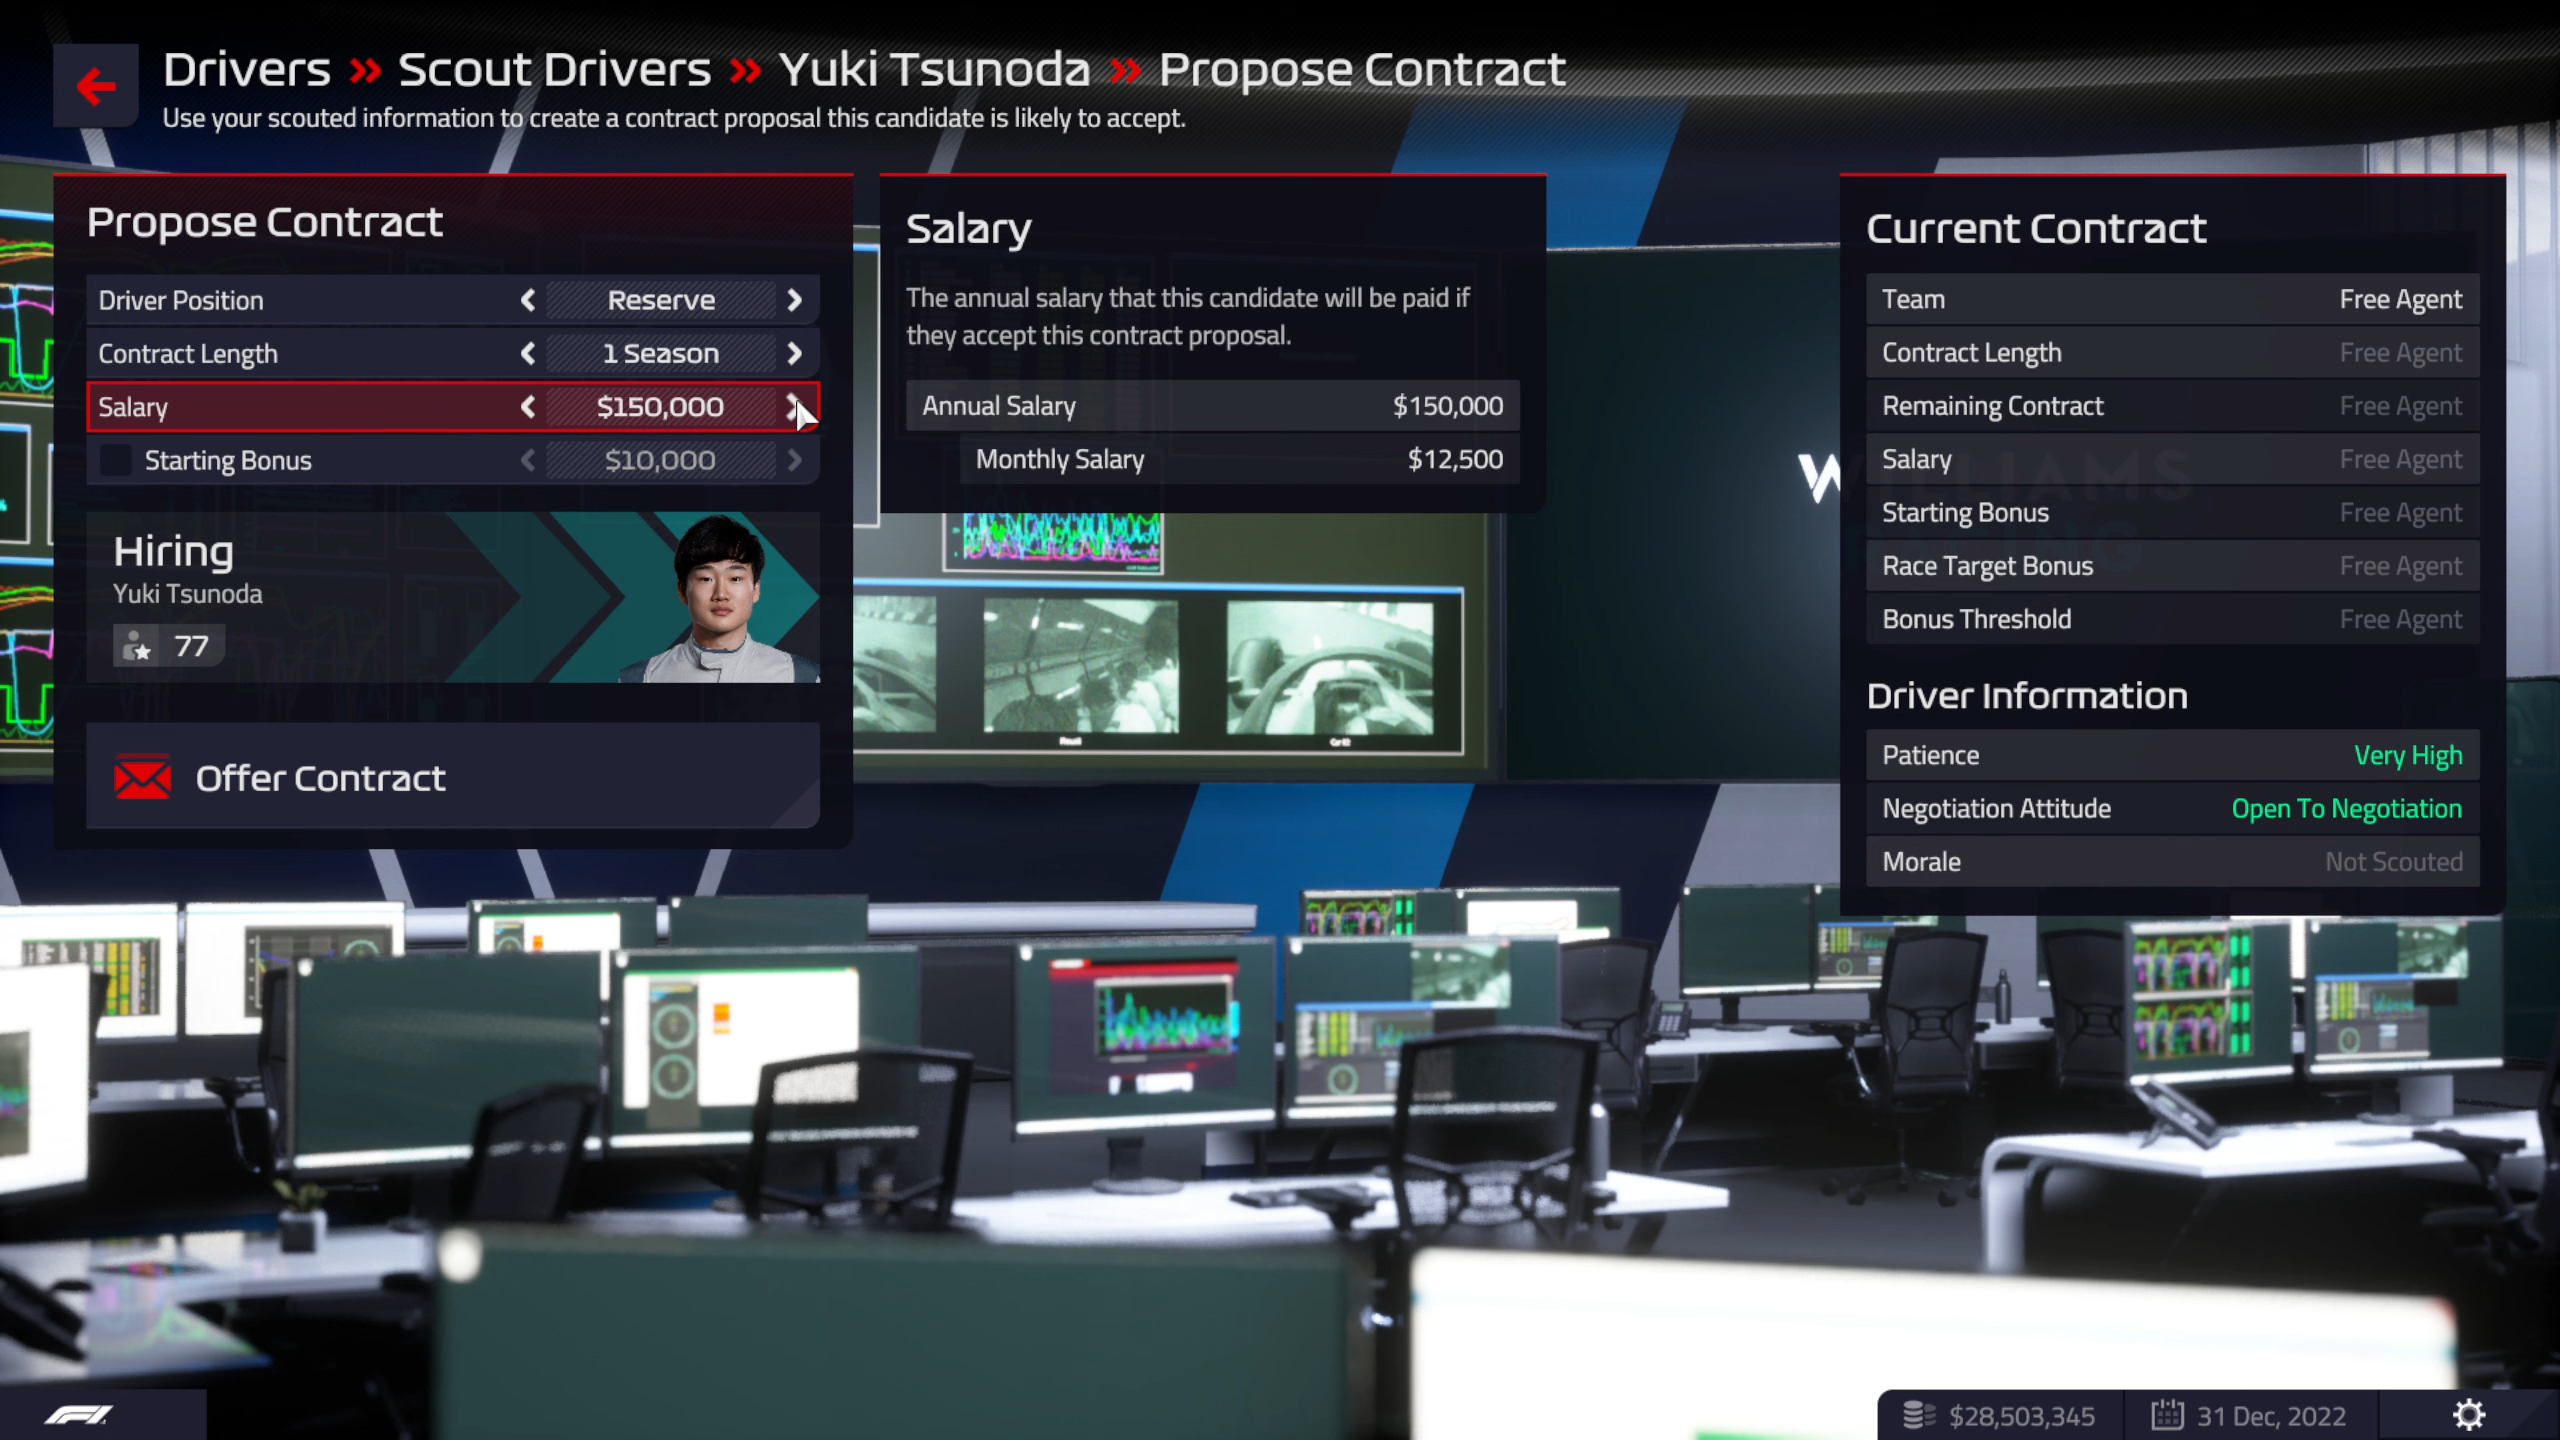 Drivers » Scout Drivers » Yuki Tsunoda » Propose Contract
Use your scouted information to create a contract proposal this candidate is likely to accept.
Propose Contract
Driver Position Reserve
Contract Length 1 Season
Salary $150,000
Starting Bonus $10,000
Hiring
Yuki Tsunoda
77
Offer Contract
Salary
The annual salary that this candidate will be paid if
they accept this contract proposal.
Annual Salary $150,000
Monthly Salary $12,500
Current Contract
Team Free Agent
Contract Length Free Agent
Remaining Contract Free Agent
Salary Free Agent
Starting Bonus Free Agent
Race Target Bonus Free Agent
Bonus Threshold Free Agent
Driver Information
Patience Very High
Negotiation Attitude Open To Negotiation
Morale Not Scouted
WILLIAMS
F1
$28,503,345
31 Dec, 2022